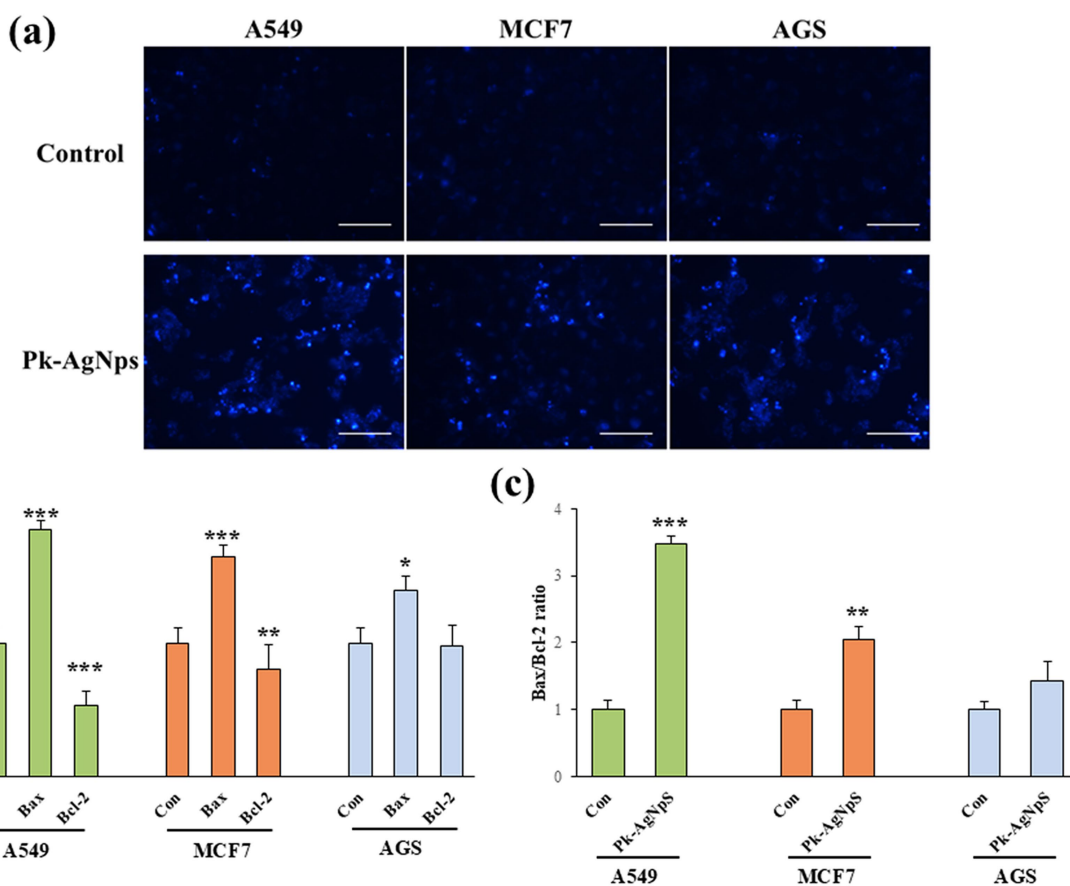 (a)
A549 MCF7 AGS
Control
Pk-AgNps
*** *** *** ** *
Bax Bcl-2 Con Bax Bcl-2 Con Bax Bcl-2
A549 MCF7 AGS
(c)
Bax/Bcl-2 ratio
4
3
2
1
0
*** **
Con Pk-AgNpS Con Pk-AgNpS Con Pk-AgNpS
A549 MCF7 AGS